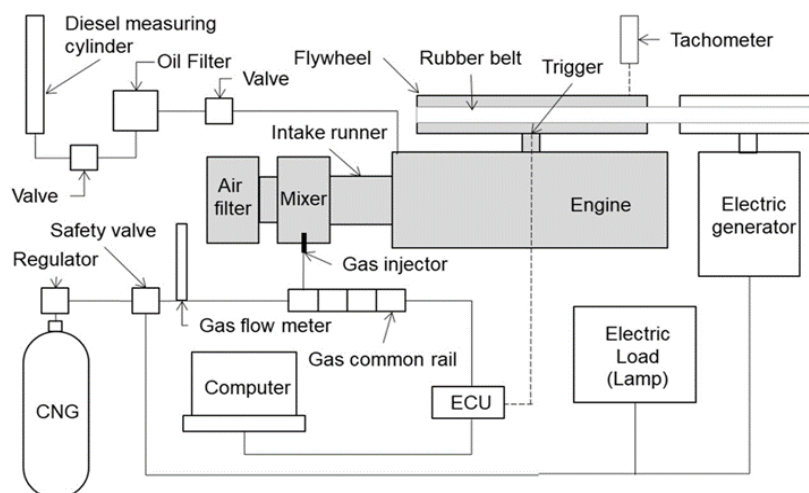 Diesel measuring
cylinder
Oil Filter
Valve
Flywheel
Rubber belt
Trigger
Tachometer
Intake runner
Valve
Air
filter
Mixer
Engine
Electric
generator
Safety valve
Regulator
Gas injector
Gas flow meter
Gas common rail
Electric
Load
(Lamp)
Computer
ECU
CNG